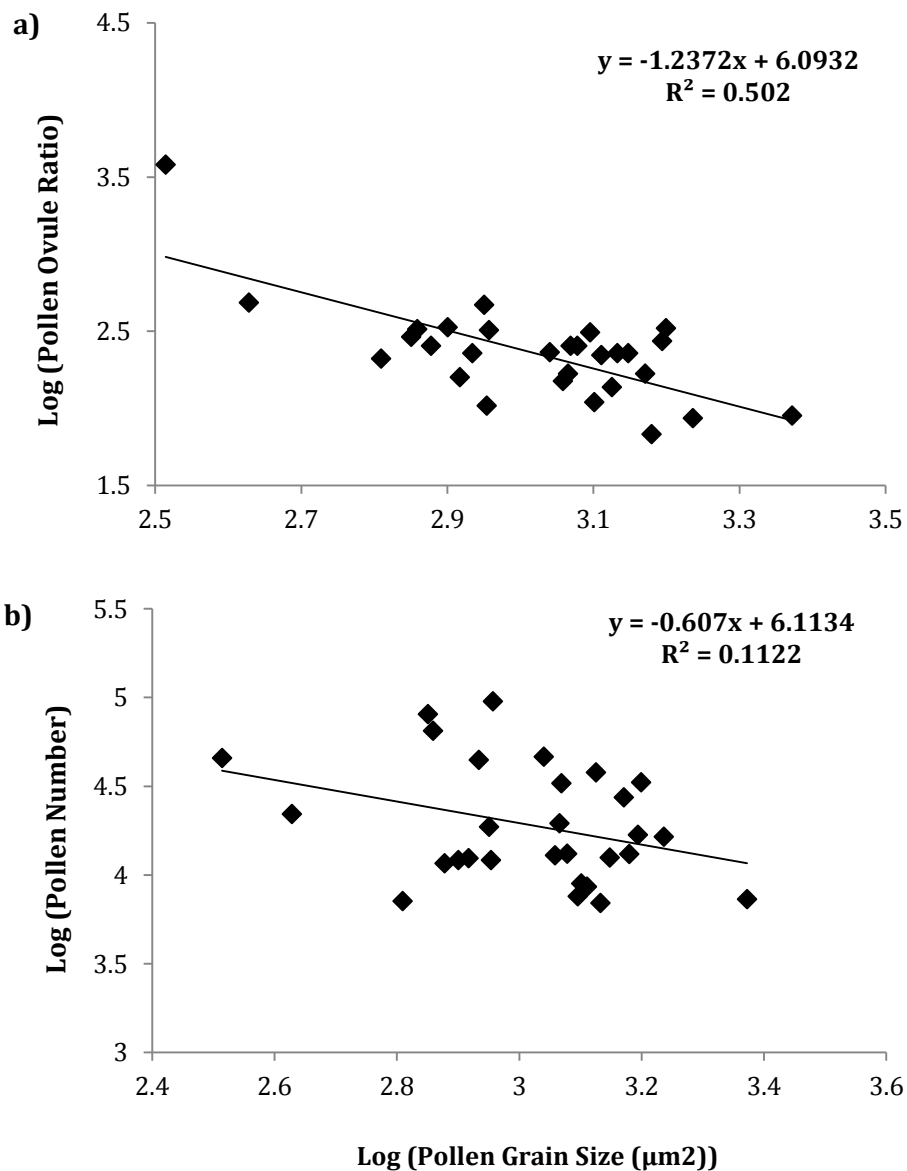 a)
4.5
3.5
2.5
1.5
Log (Pollen Ovule Ratio)
y = -1.2372x + 6.0932
R² = 0.502
2.5 2.7 2.9 3.1 3.3 3.5
b)
5.5
5
4.5
4
3.5
3
Log (Pollen Number)
y = -0.607x + 6.1134
R² = 0.1122
2.4 2.6 2.8 3 3.2 3.4 3.6
Log (Pollen Grain Size (µm2))